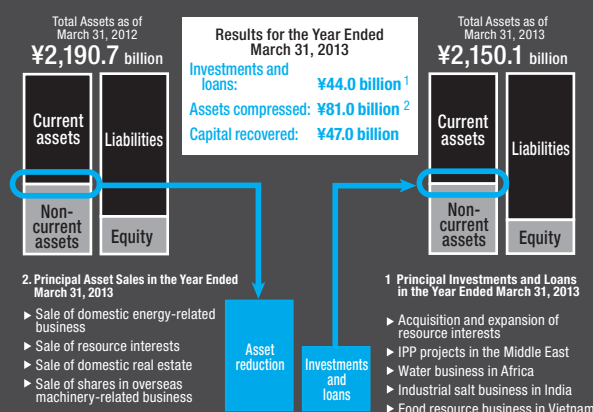 Total Assets as of
March 31, 2012
¥2,190.7 billion
Current
assets
Liabilities
Non-
current
assets
Equity
Results for the Year Ended
March 31, 2013
Investments and
loans: ¥44.0 billion 1
Assets compressed: ¥81.0 billion 2
Capital recovered: ¥47.0 billion
Total Assets as of
March 31, 2013
¥2,150.1 billion
Current
assets
Liabilities
Non-
current
assets
Equity
2. Principal Asset Sales in the Year Ended
March 31, 2013
▶ Sale of domestic energy-related
business
▶ Sale of resource interests
▶ Sale of domestic real estate
▶ Sale of shares in overseas
machinery-related business
Asset
reduction
Investments
and
loans
1 Principal Investments and Loans
in the Year Ended March 31, 2013
▶ Acquisition and expansion of
resource interests
▶ IPP projects in the Middle East
▶ Water business in Africa
▶ Industrial salt business in India
▶ Food resource business in Vietnam